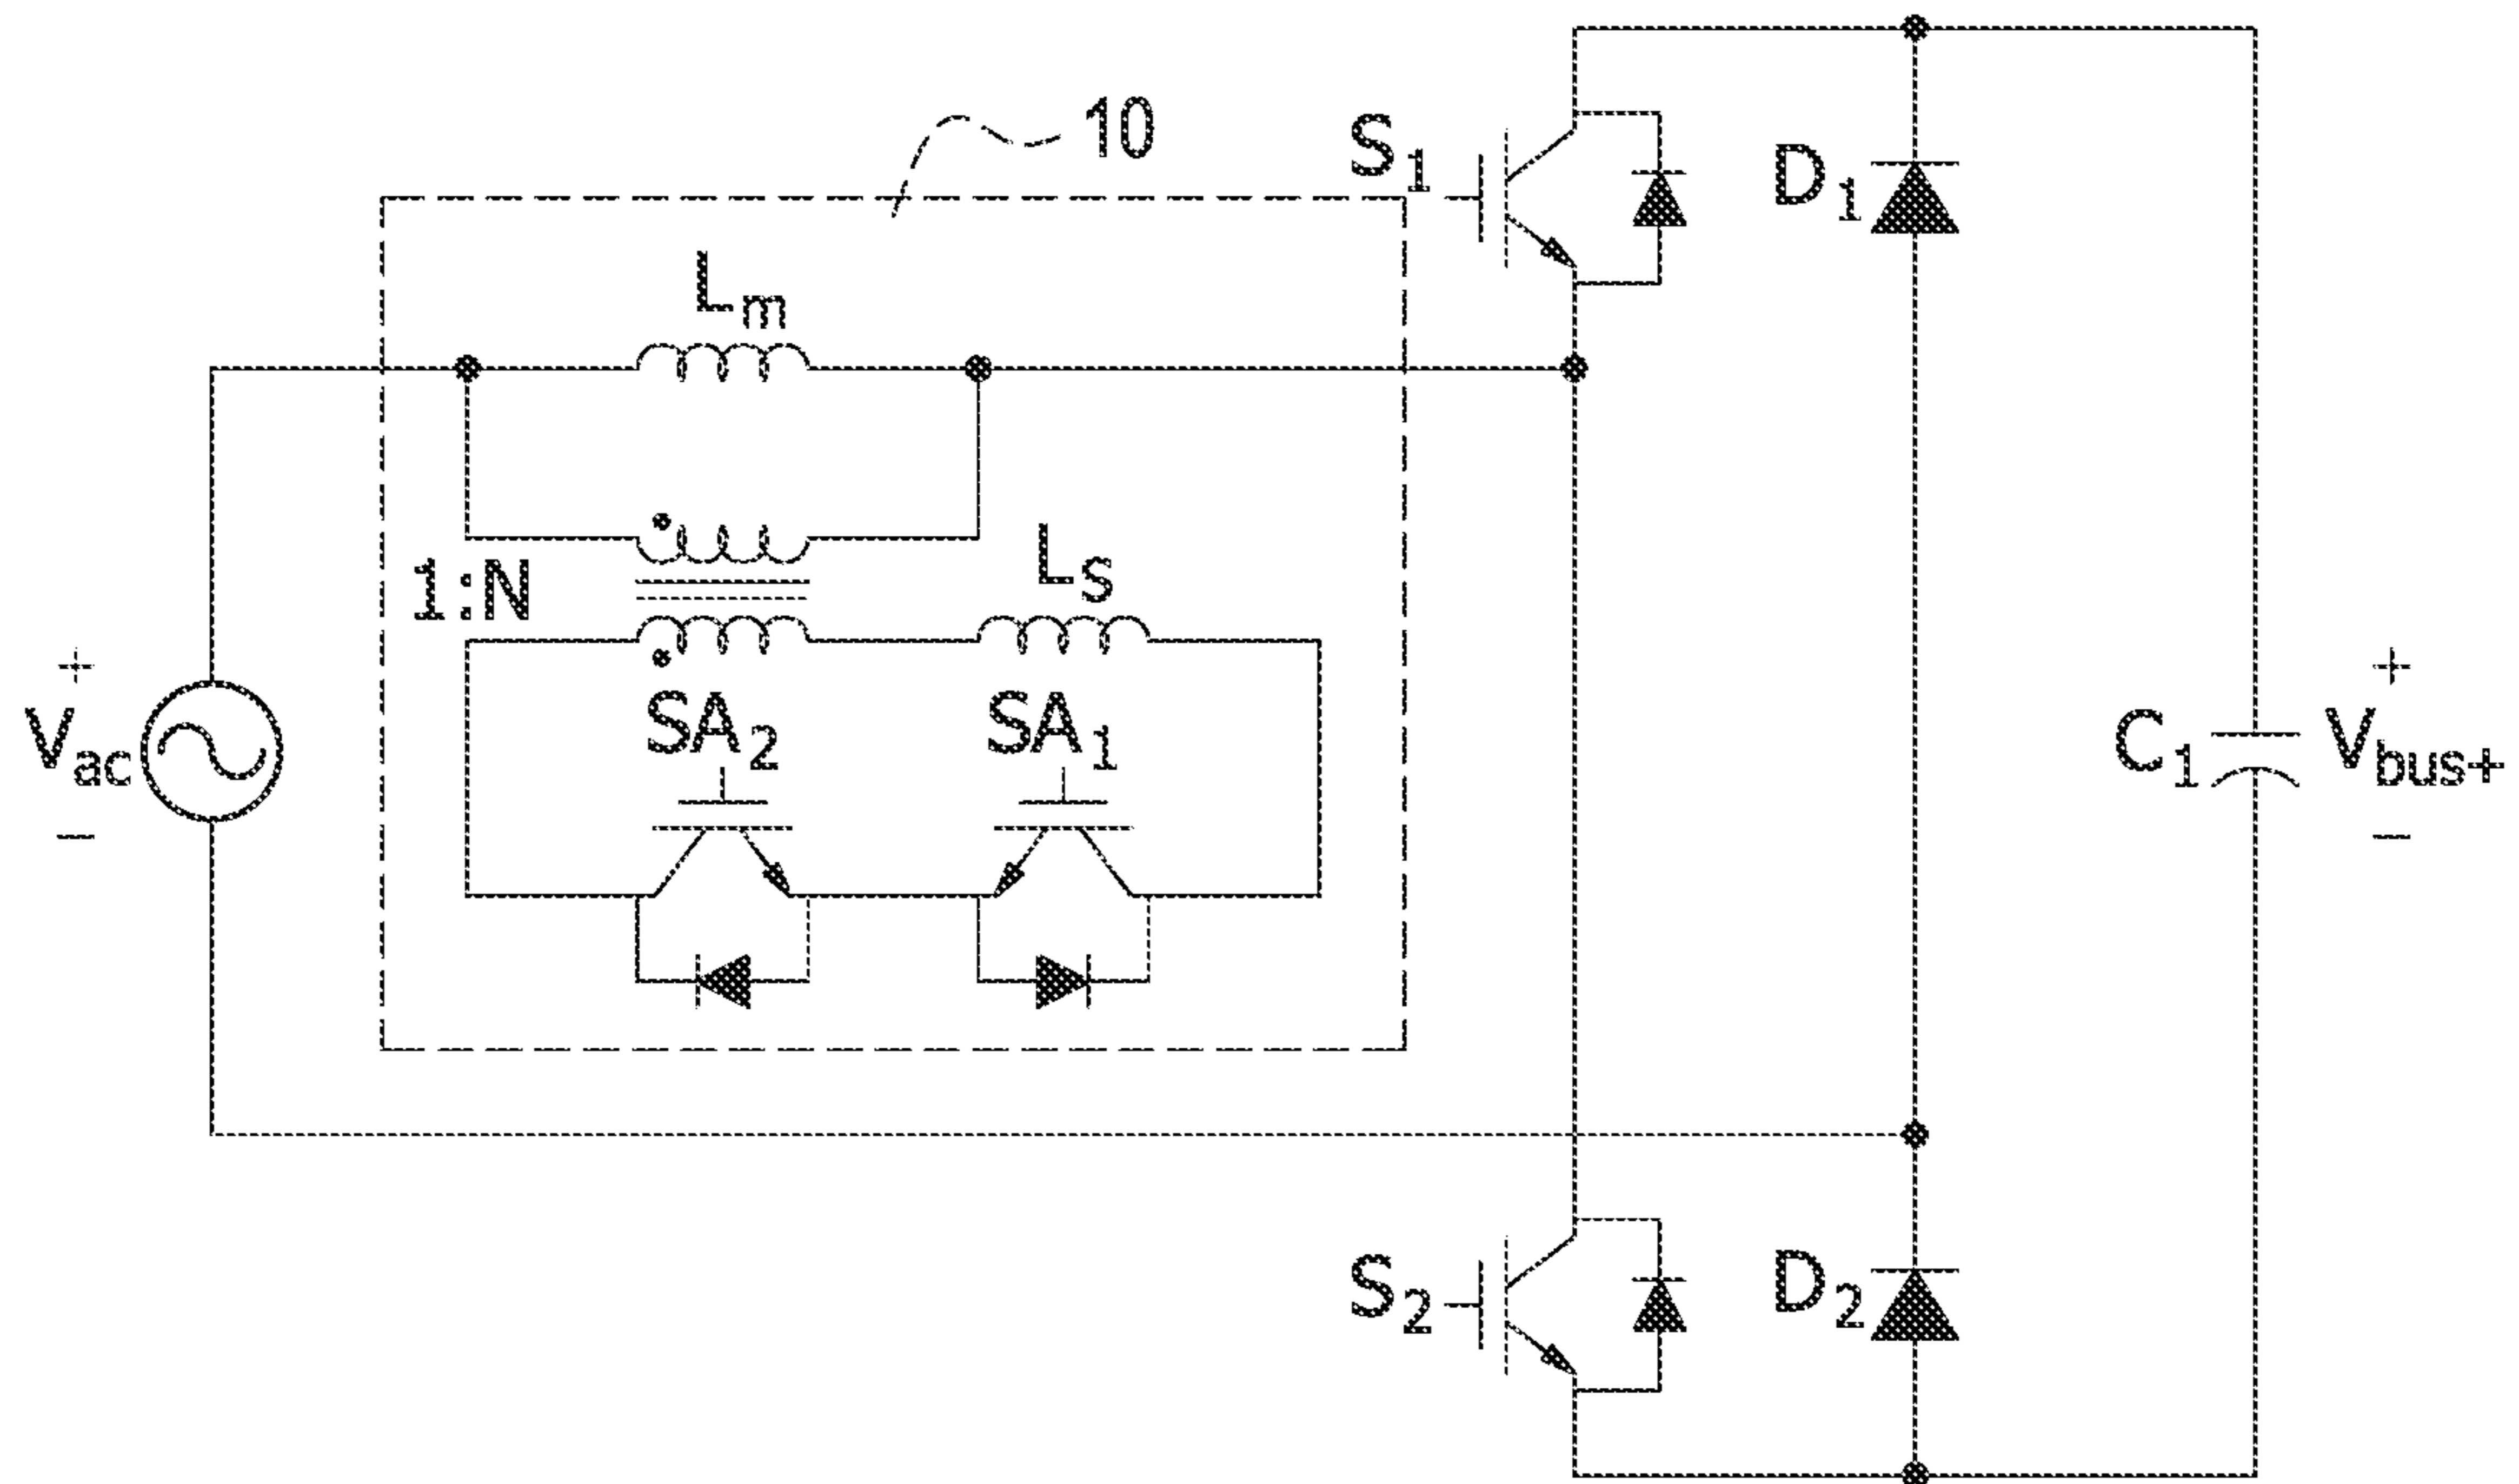 10
S1
D1
Lm
1:N
LS
+
Vac
−
SA2
SA1
C1
+
Vbus+
−
S2
D2